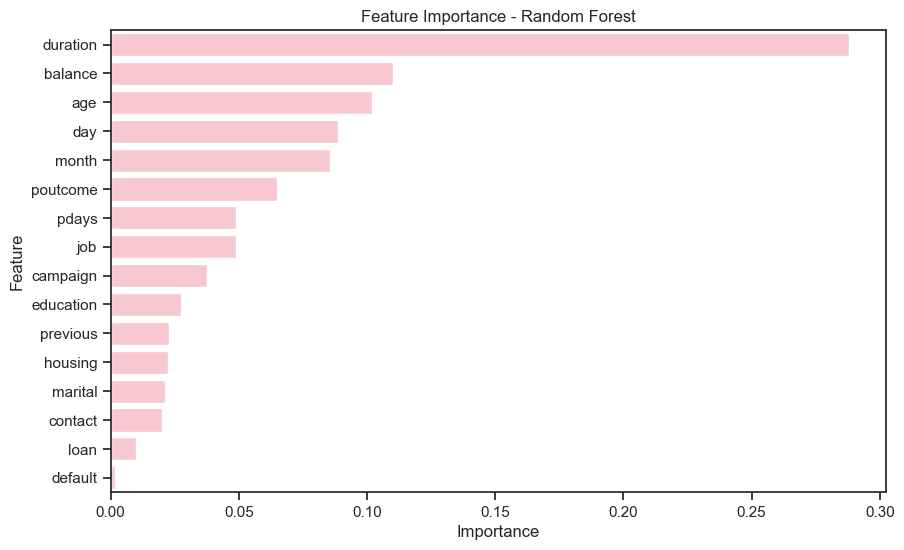 Feature Importance - Random Forest
Feature
duration
balance
age
day
month
poutcome
pdays
job
campaign
education
previous
housing
marital
contact
loan
default
0.00 0.05 0.10 0.15 0.20 0.25 0.30
Importance